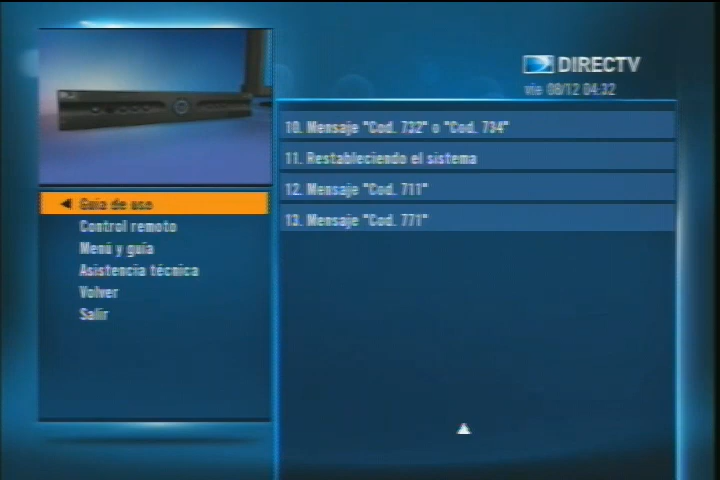 DIRECTV
vie 08/12 04:32
10. Mensaje "Cod. 732" o "Cod. 734"
11. Restableciendo el sistema
12. Mensaje "Cod. 711"
13. Mensaje "Cod. 771"
Guía de uso
Control remoto
Menú y guía
Asistencia técnica
Volver
Salir